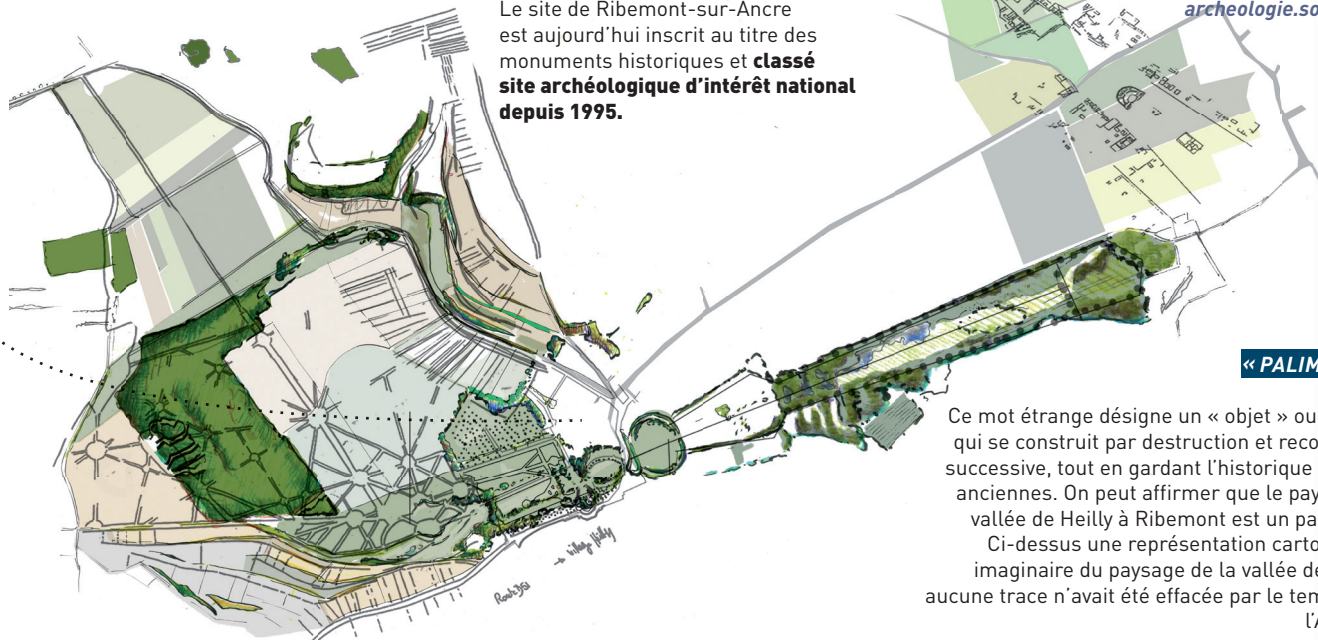 Le site de Ribemont-sur-Ancre
est aujourd’hui inscrit au titre des
monuments historiques et classé
site archéologique d’intérêt national
depuis 1995.
archeologie.so
« PALIM
Ce mot étrange désigne un « objet » ou
qui se construit par destruction et reco
successive, tout en gardant l’historique
anciennes. On peut affirmer que le pay
vallée de Heilly à Ribemont est un pa
Ci-dessus une représentation carto
imaginaire du paysage de la vallée de
aucune trace n’avait été effacée par le tem
l’A
→ village Heilly
Route D52